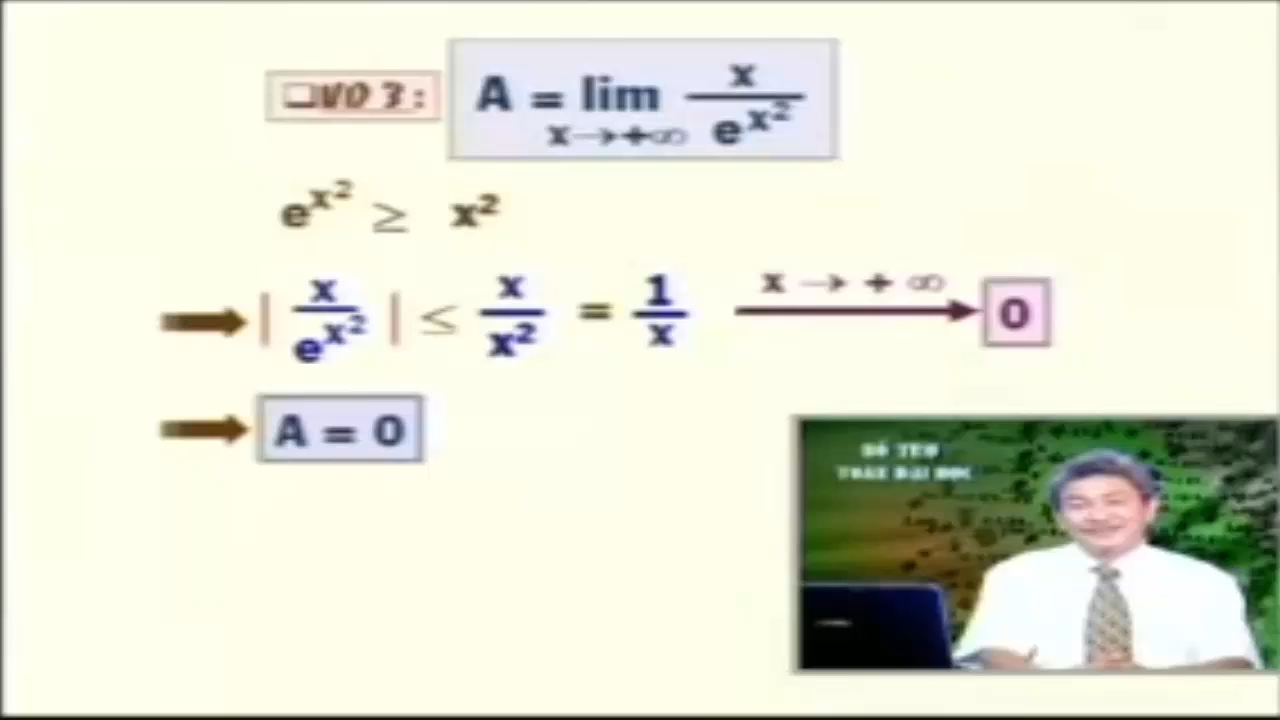 ❑VD 3 :
A = lim x→+∞ x / e^x²
e^x² ≥ x²
| x / e^x² | ≤ x / x² = 1 / x x → + ∞ 0
A = 0